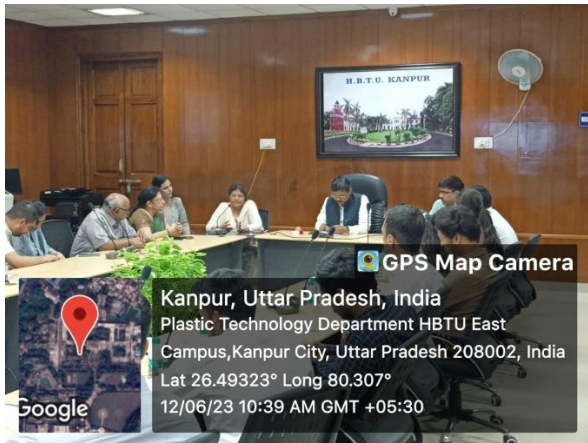 H.B.T.U. KANPUR
GPS Map Camera
Kanpur, Uttar Pradesh, India
Plastic Technology Department HBTU East
Campus,Kanpur City, Uttar Pradesh 208002, India
Lat 26.49323° Long 80.307°
12/06/23 10:39 AM GMT +05:30
Google